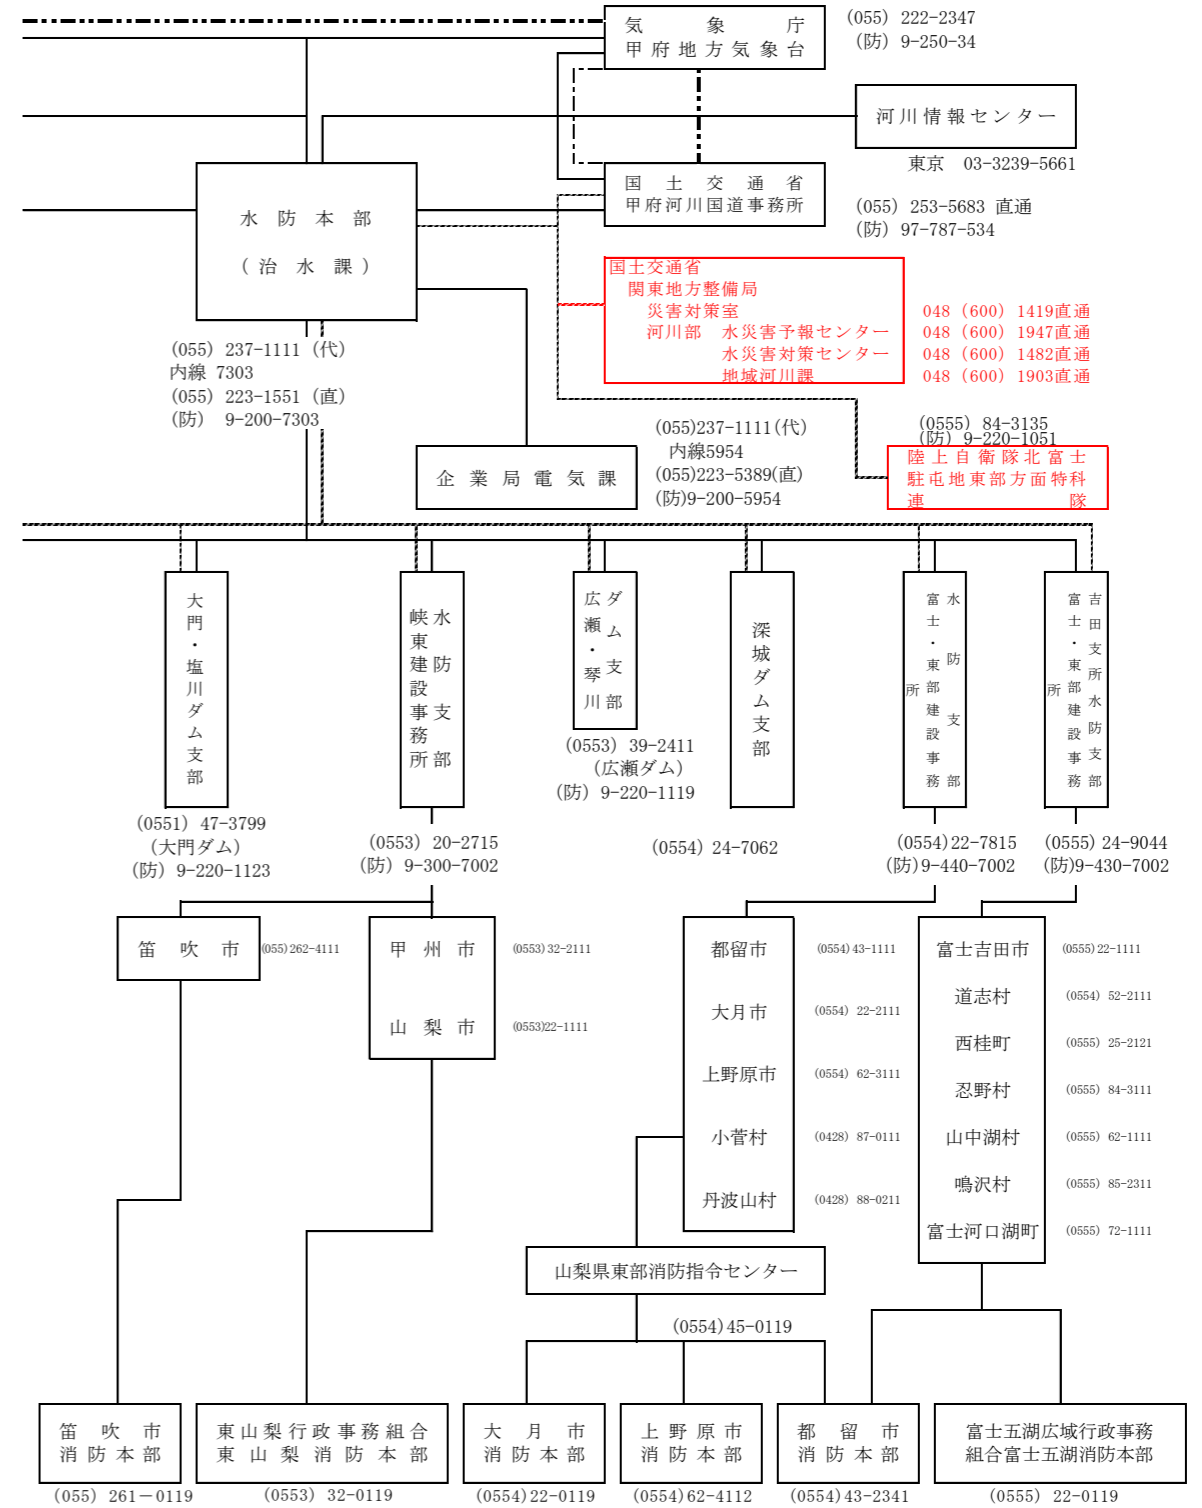 気象庁
甲府地方気象台
(055) 222-2347
(防) 9-250-34
河川情報センター
東京　03-3239-5661
国土交通省
甲府河川国道事務所
(055) 253-5683 直通
(防) 97-787-534
水防本部
(治水課)
(055) 237-1111 (代)
内線 7303
(055) 223-1551 (直)
(防)　9-200-7303
国土交通省
関東地方整備局
災害対策室
048 (600) 1419直通
河川部　水災害予報センター
048 (600) 1947直通
水災害対策センター
048 (600) 1482直通
地域河川課
048 (600) 1903直通
企業局電気課
(055)237-1111(代)
内線5954
(055)223-5389(直)
(防)9-200-5954
(0555) 84-3135
(防) 9-220-1051
陸上自衛隊北富士
駐屯地東部方面特科
連隊
大門・塩川ダム支部
(0551) 47-3799
(大門ダム)
(防) 9-220-1123
峡東建設事務所
水防支部
(0553) 20-2715
(防) 9-300-7002
広瀬・琴川
ダム支部
(0553) 39-2411
(広瀬ダム)
(防) 9-220-1119
深城ダム支部
(0554) 24-7062
富士・東部建設事務
所
水防支部
(0554)22-7815
(防)9-440-7002
富士・東部建設事務
所
吉田支所水防支部
(0555) 24-9044
(防)9-430-7002
笛吹市
(055)262-4111
甲州市
(0553)32-2111
山梨市
(0553)22-1111
都留市
(0554)43-1111
大月市
(0554) 22-2111
上野原市
(0554) 62-3111
小菅村
(0428) 87-0111
丹波山村
(0428) 88-0211
富士吉田市
(0555)22-1111
道志村
(0554) 52-2111
西桂町
(0555) 25-2121
忍野村
(0555) 84-3111
山中湖村
(0555) 62-1111
鳴沢村
(0555) 85-2311
富士河口湖町
(0555) 72-1111
山梨県東部消防指令センター
(0554)45-0119
笛吹市
消防本部
(055) 261－0119
東山梨行政事務組合
東山梨消防本部
(0553) 32-0119
大月市
消防本部
(0554)22-0119
上野原市
消防本部
(0554)62-4112
都留市
消防本部
(0554)43-2341
富士五湖広域行政事務
組合富士五湖消防本部
(0555) 22-0119